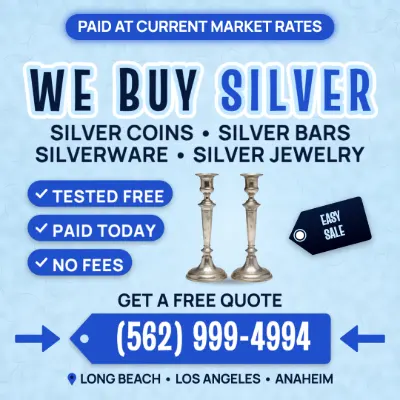 PAID AT CURRENT MARKET RATES
WE BUY SILVER
SILVER COINS • SILVER BARS
SILVERWARE • SILVER JEWELRY
TESTED FREE
PAID TODAY
NO FEES
EASY
SALE
GET A FREE QUOTE
(562) 999-4994
LONG BEACH • LOS ANGELES • ANAHEIM